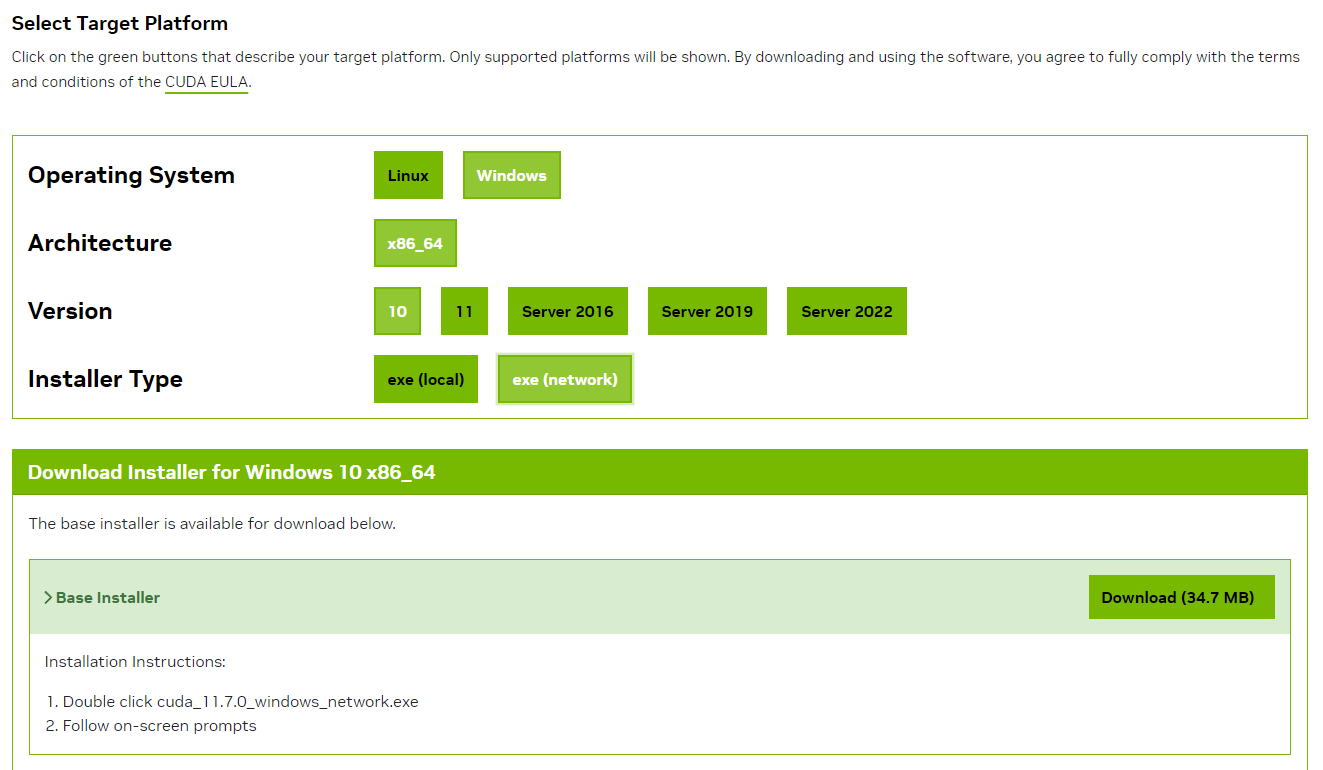 Select Target Platform
Click on the green buttons that describe your target platform. Only supported platforms will be shown. By downloading and using the software, you agree to fully comply with the terms
and conditions of the CUDA EULA.
Operating System Linux Windows
Architecture x86_64
Version 10 11 Server 2016 Server 2019 Server 2022
Installer Type exe (local) exe (network)
Download Installer for Windows 10 x86_64
The base installer is available for download below.
Base Installer Download (34.7 MB)
Installation Instructions:
1. Double click cuda_11.7.0_windows_network.exe
2. Follow on-screen prompts